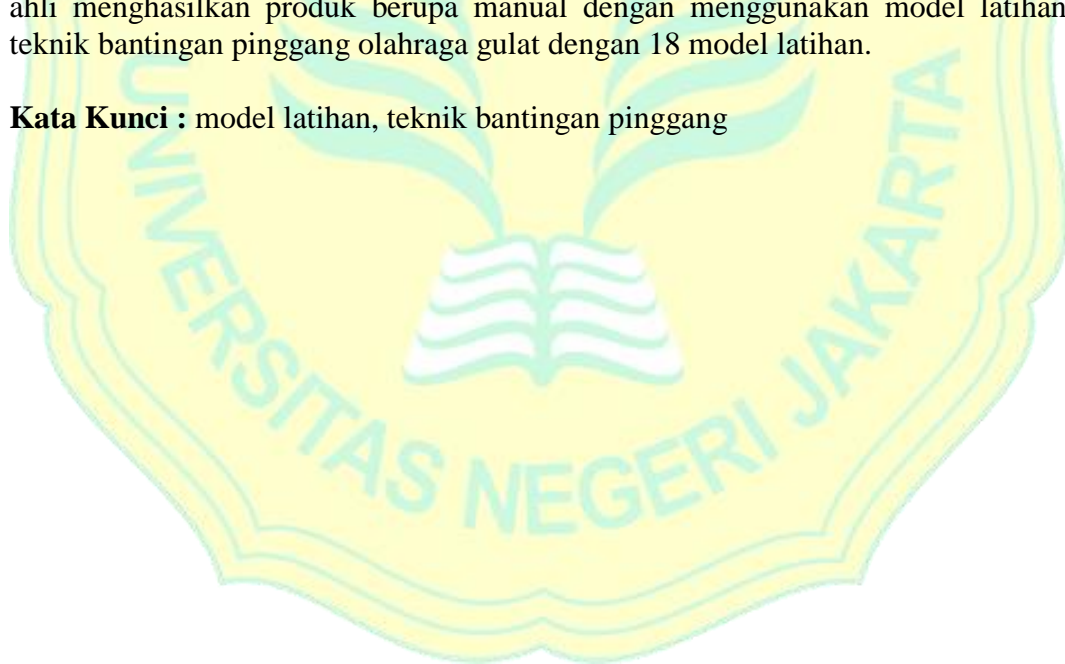 ahli menghasilkan produk berupa manual dengan menggunakan model latihan
teknik bantingan pinggang olahraga gulat dengan 18 model latihan.
Kata Kunci : model latihan, teknik bantingan pinggang
UNIVERSITAS NEGERI JAKARTA